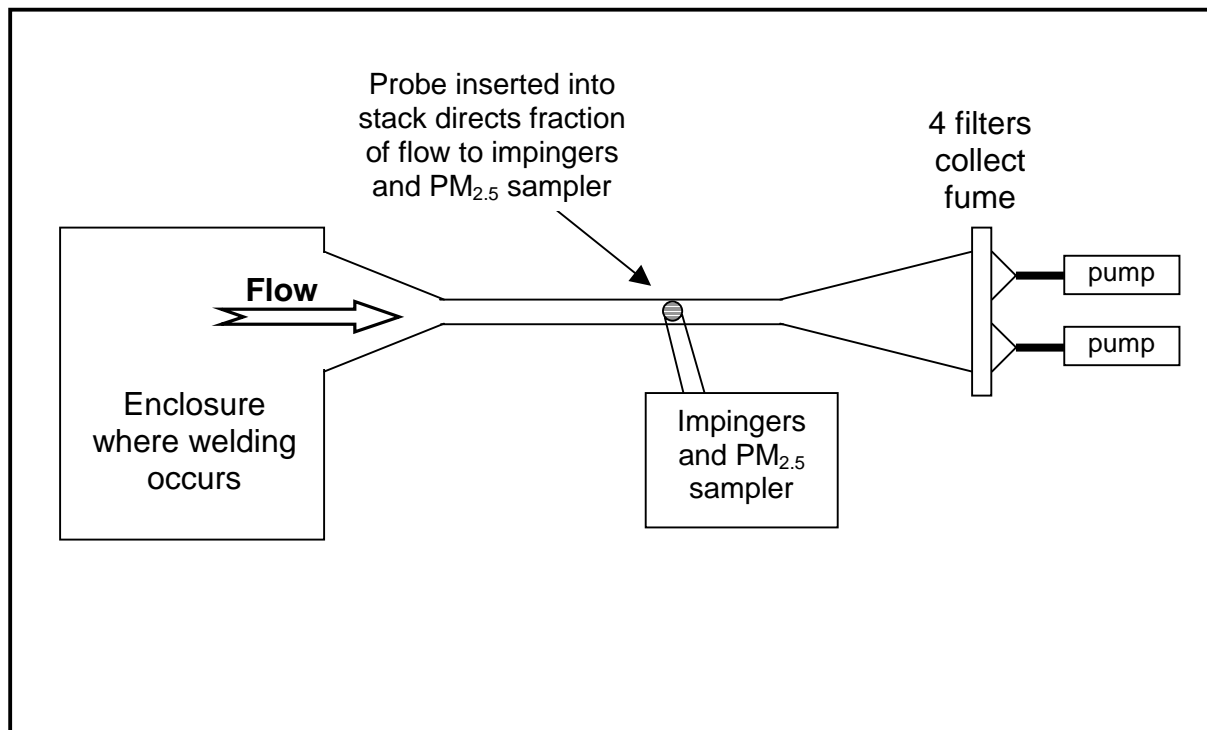 Probe inserted into
stack directs fraction
of flow to impingers
and PM2.5 sampler
4 filters
collect
fume
Flow
pump
pump
Enclosure
where welding
occurs
Impingers
and PM2.5
sampler